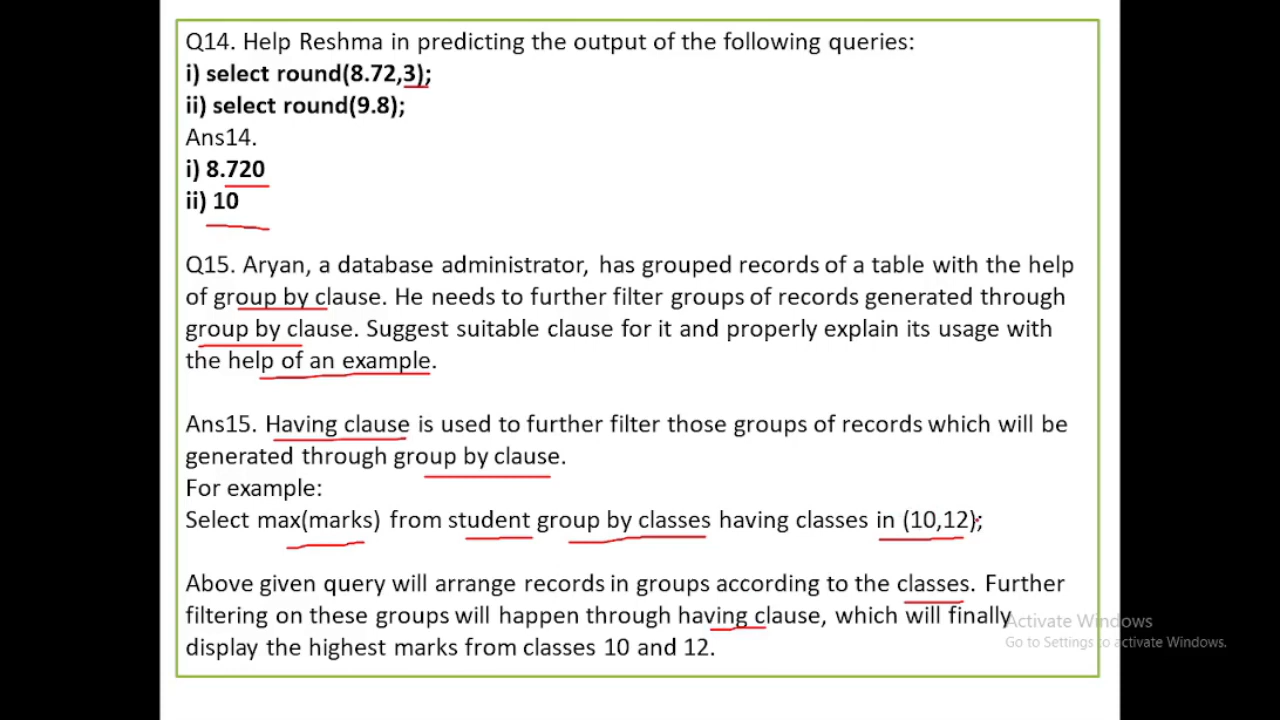 Q14. Help Reshma in predicting the output of the following queries:
i) select round(8.72,3);
ii) select round(9.8);
Ans14.
i) 8.720
ii) 10
Q15. Aryan, a database administrator, has grouped records of a table with the help
of group by clause. He needs to further filter groups of records generated through
group by clause. Suggest suitable clause for it and properly explain its usage with
the help of an example.
Ans15. Having clause is used to further filter those groups of records which will be
generated through group by clause.
For example:
Select max(marks) from student group by classes having classes in (10,12);
Above given query will arrange records in groups according to the classes. Further
filtering on these groups will happen through having clause, which will finally
display the highest marks from classes 10 and 12.
Activate Windows
Go to Settings to activate Windows.